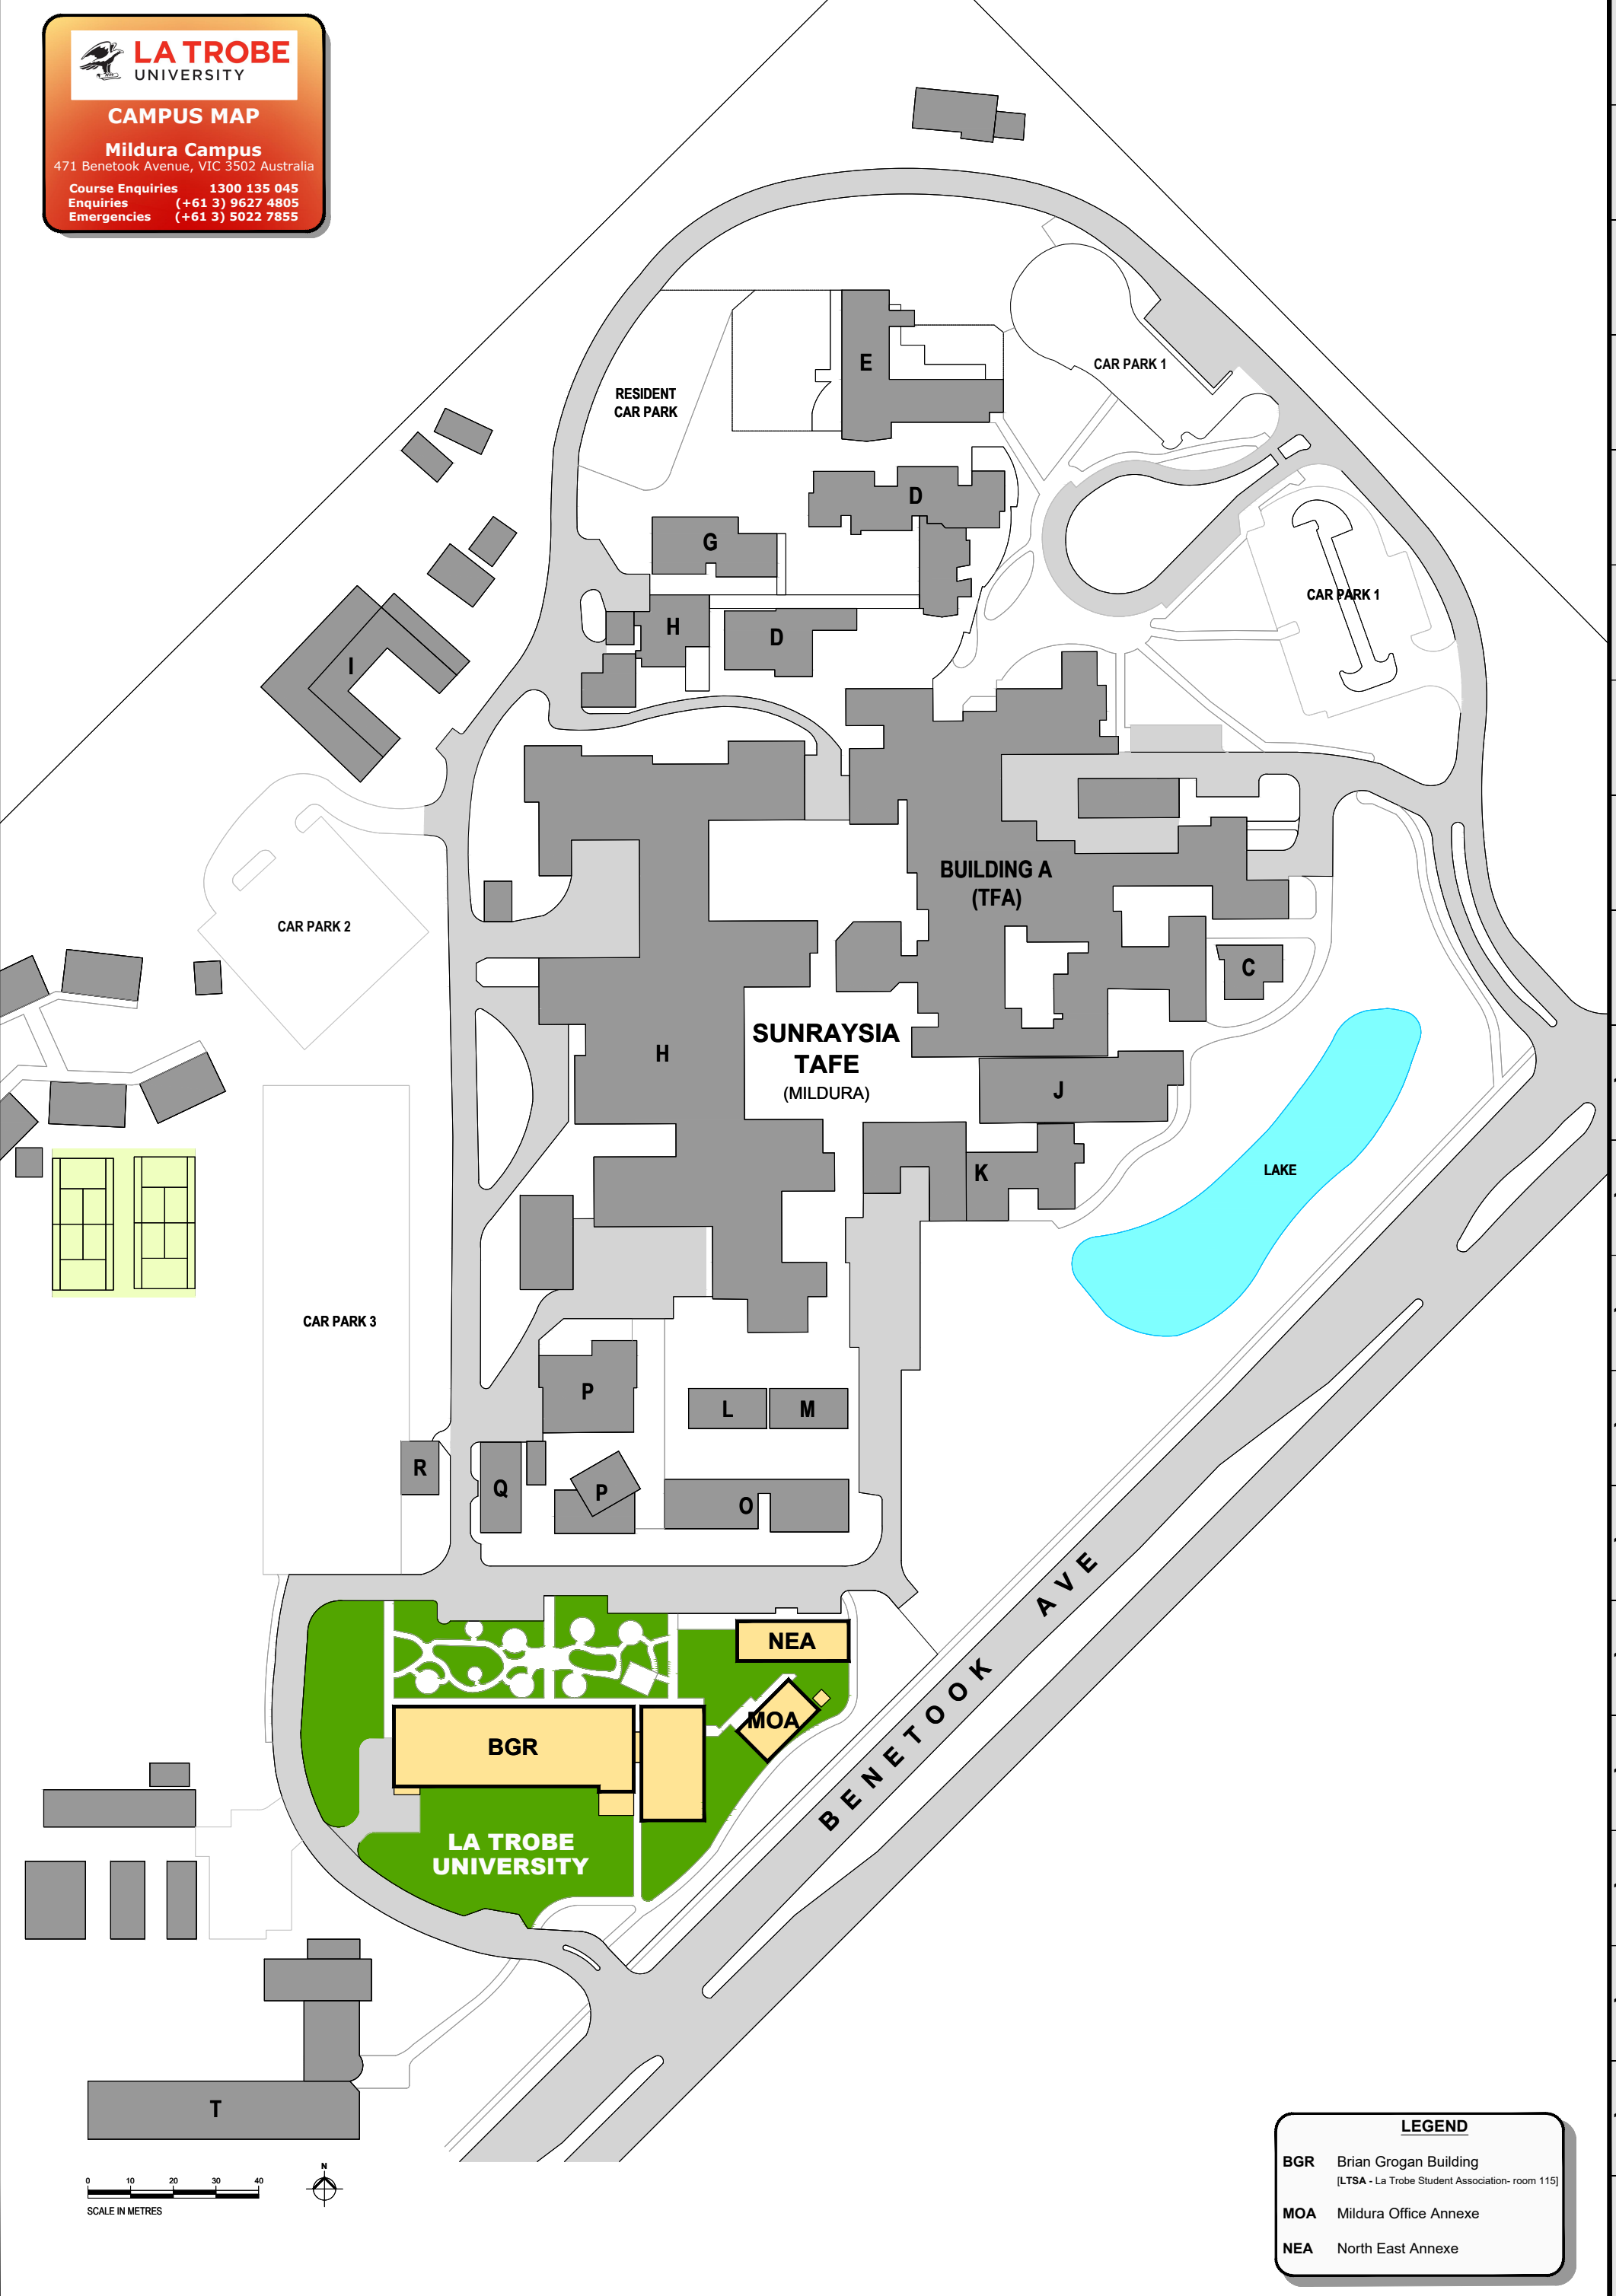 LA TROBE
UNIVERSITY
CAMPUS MAP
Mildura Campus
471 Benetook Avenue, VIC 3502 Australia
Course Enquiries 1300 135 045
Enquiries (+61 3) 9627 4805
Emergencies (+61 3) 5022 7855
E
CAR PARK 1
RESIDENT
CAR PARK
D
G
CAR PARK 1
H
D
I
BUILDING A
(TFA)
CAR PARK 2
C
SUNRAYSIA
TAFE
(MILDURA)
H
J
K
LAKE
CAR PARK 3
P
L
M
R
Q
P
O
BENETOOK AVE
NEA
MOA
BGR
LA TROBE
UNIVERSITY
T
N
0 10 20 30 40
SCALE IN METRES
LEGEND
BGR Brian Grogan Building
[LTSA - La Trobe Student Association- room 115]
MOA Mildura Office Annexe
NEA North East Annexe